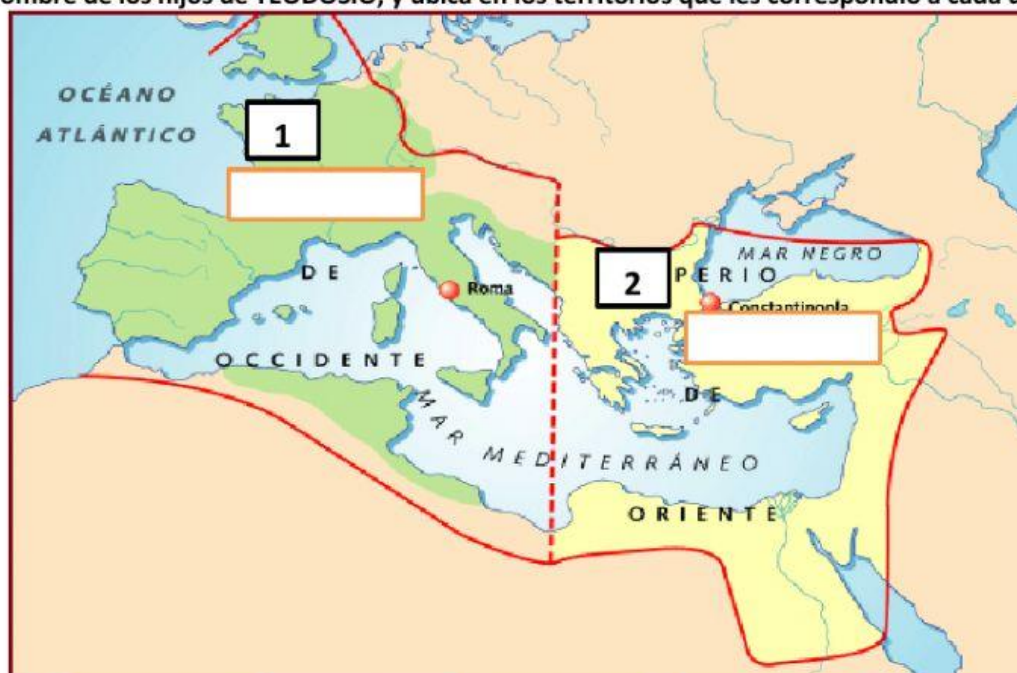 de los hijos de TEODOSIO, y ubica en los territorios que les correspondió a cada
OCÉANO
ATLÁNTICO
1
2
MAR NEGRO
DE
PERIO
Roma
Constantinopla
OCCIDENTE
DE
MAR MEDITERRÁNEO
ORIENTE